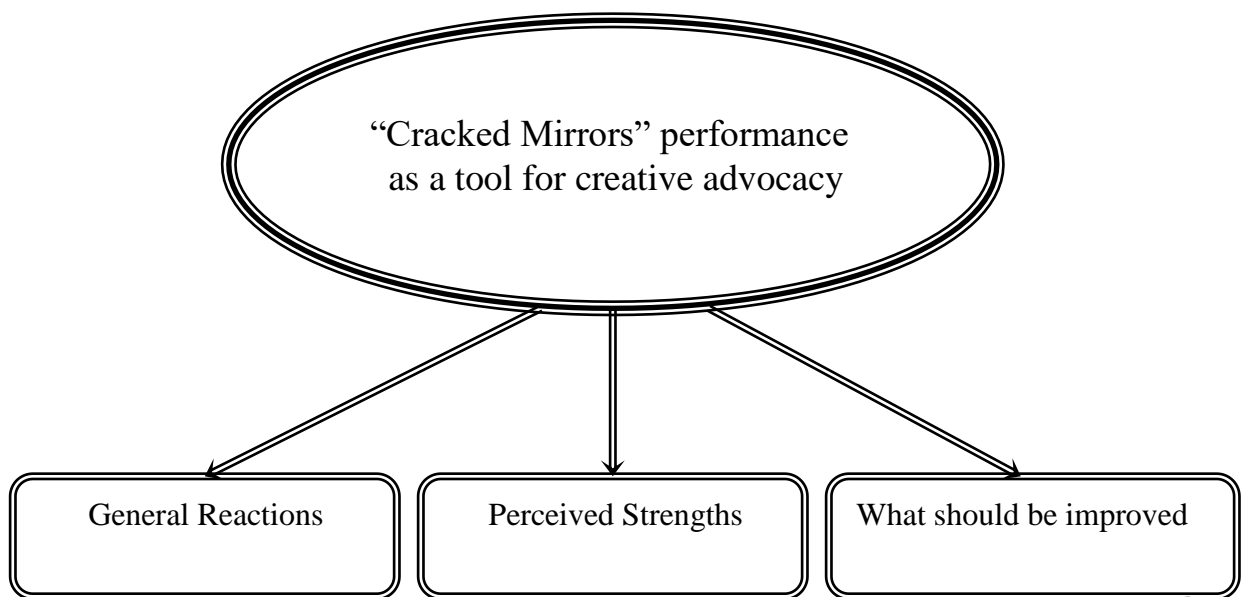 “Cracked Mirrors” performance
as a tool for creative advocacy
General Reactions
Perceived Strengths
What should be improved